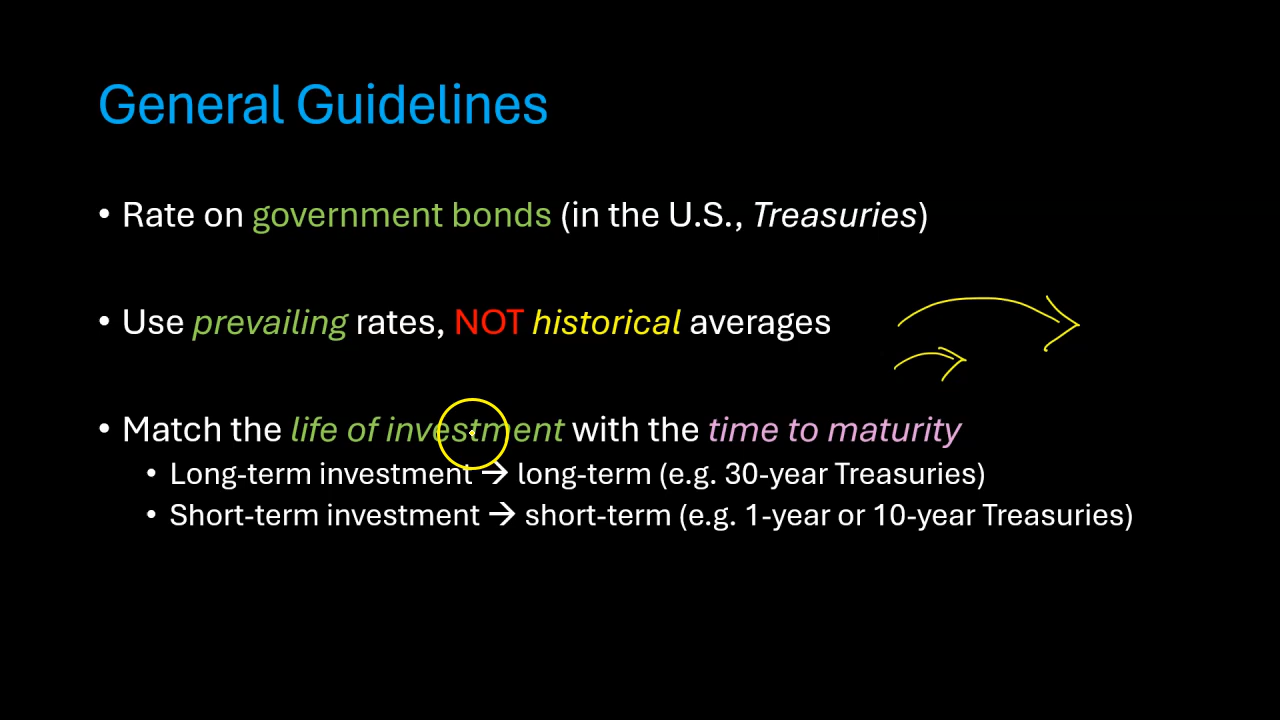 General Guidelines
• Rate on government bonds (in the U.S., Treasuries)
• Use prevailing rates, NOT historical averages
• Match the life of investment with the time to maturity
• Long-term investment → long-term (e.g. 30-year Treasuries)
• Short-term investment → short-term (e.g. 1-year or 10-year Treasuries)